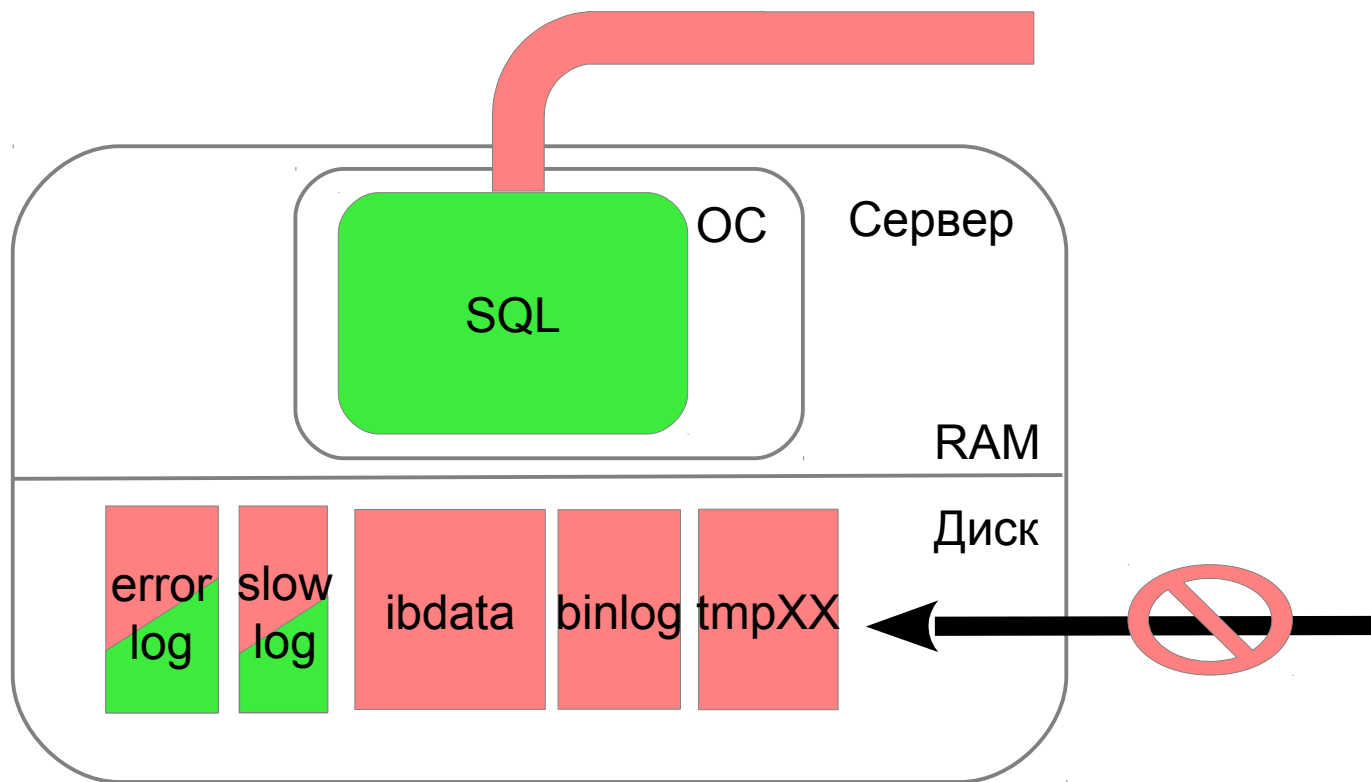 ОС
Сервер
SQL
RAM
Диск
error
log
slow
log
ibdata
binlog
tmpXX